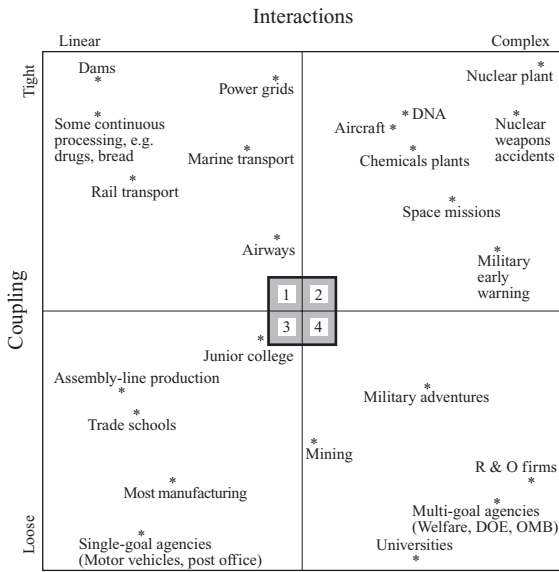 Interactions
Linear
Complex
Tight
Coupling
Loose
Dams
Power grids
Nuclear plant
Some continuous
processing, e.g.
drugs, bread
Marine transport
Rail transport
Airways
DNA
Aircraft
Chemicals plants
Nuclear
weapons
accidents
Space missions
Military
early
warning
1
2
3
4
Junior college
Assembly-line production
Trade schools
Most manufacturing
Single-goal agencies
(Motor vehicles, post office)
Military adventures
Mining
R & O firms
Multi-goal agencies
(Welfare, DOE, OMB)
Universities